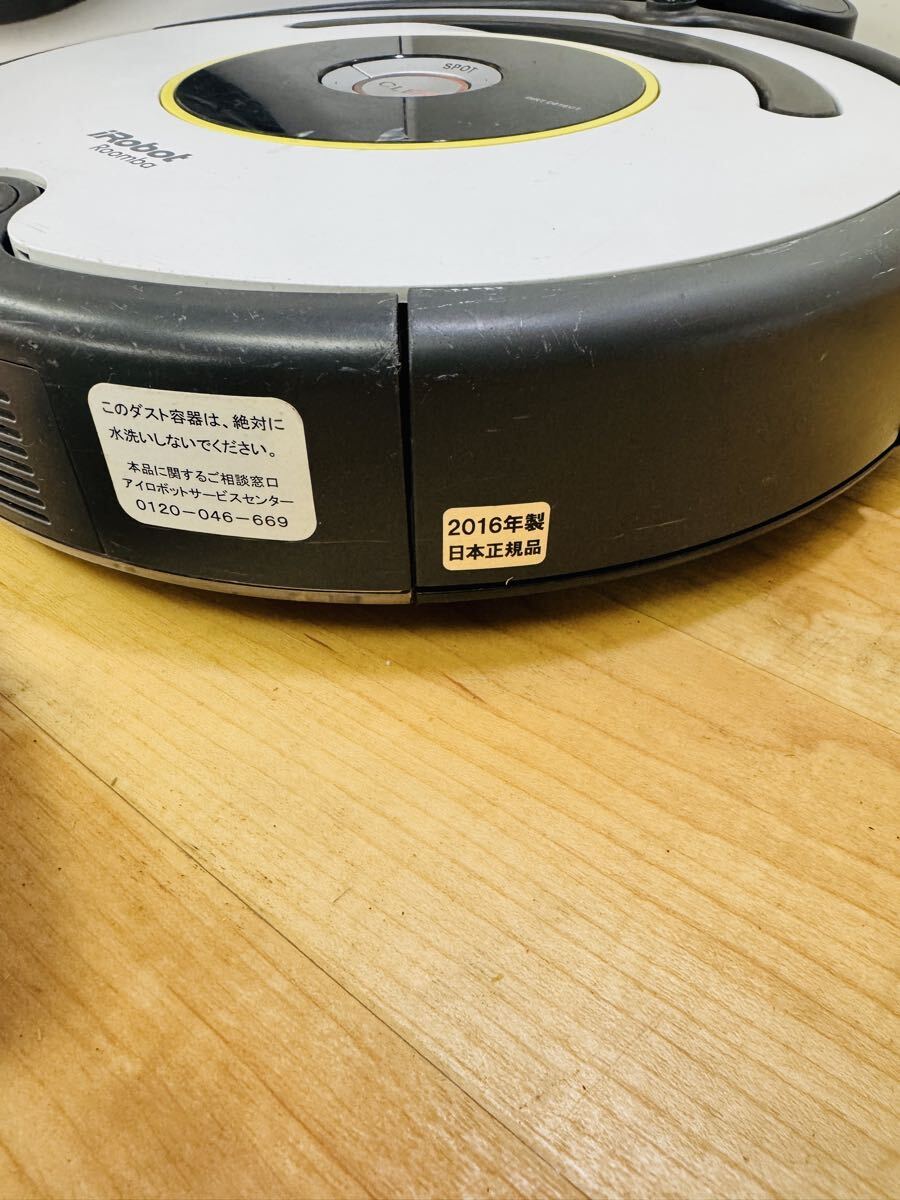 SPOT
CLEAN
DIRT DETECT
iRobot
Roomba
このダスト容器は、絶対に
水洗いしないでください。
本品に関するご相談窓口
アイロボットサービスセンター
0120-046-669
2016年製
日本正規品